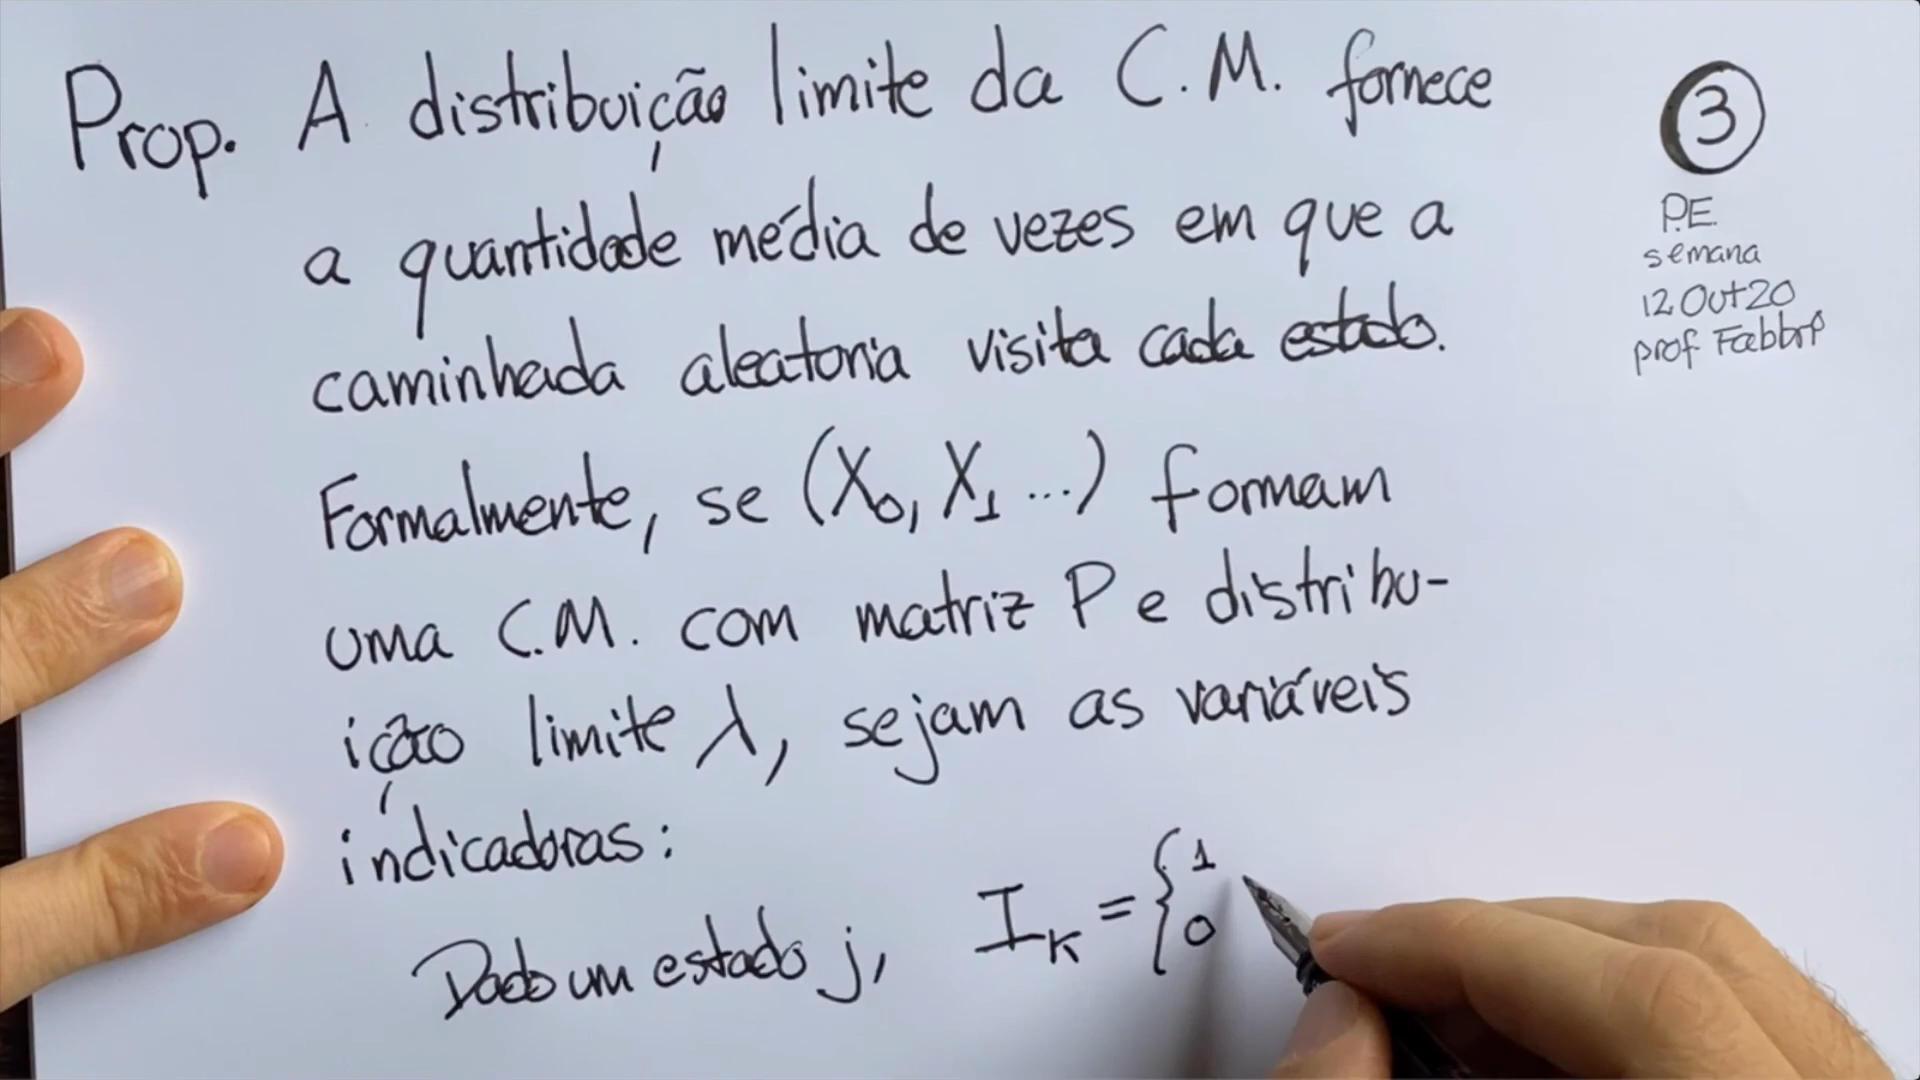 Prop. A distribuição limite da C.M. fornece
a quantidade média de vezes em que a
caminhada aleatoria visita cada estado.
Formalmente, se (X₀, X₁ ...) formam
uma C.M. com matriz P e distribu-
ição limite λ, sejam as variáveis
indicadoras:
Dado um estado j, I_K = { 1
0
3
P.E.
semana
12 Out 20
prof Fabbri